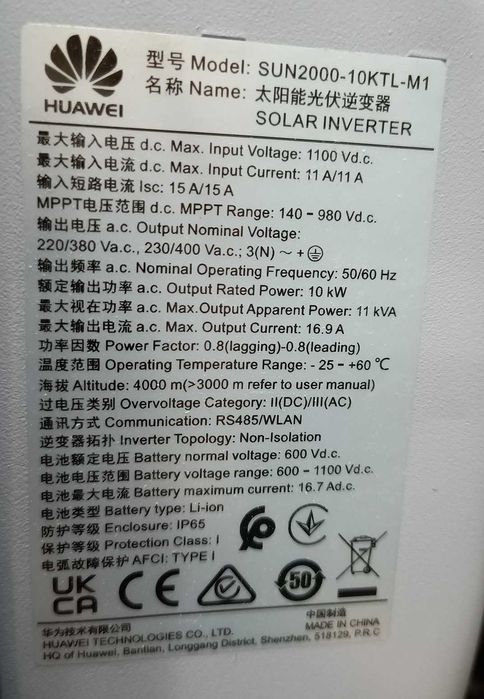 HUAWEI
型号 Model: SUN2000-10KTL-M1
名称 Name: 太阳能光伏逆变器
SOLAR INVERTER
最大输入电压 d.c. Max. Input Voltage: 1100 Vd.c.
最大输入电流 d.c. Max. Input Current: 11 A/11 A
输入短路电流 Isc: 15 A/15 A
MPPT电压范围 d.c. MPPT Range: 140 - 980 Vd.c.
输出电压 a.c. Output Nominal Voltage:
220/380 Va.c., 230/400 Va.c.; 3(N) ～ + ⏚
输出频率 a.c. Nominal Operating Frequency: 50/60 Hz
额定输出功率 a.c. Output Rated Power: 10 kW
最大视在功率 a.c. Max.Output Apparent Power: 11 kVA
最大输出电流 a.c. Max. Output Current: 16.9 A
功率因数 Power Factor: 0.8(lagging)-0.8(leading)
温度范围 Operating Temperature Range: - 25 - +60 ℃
海拔 Altitude: 4000 m(>3000 m refer to user manual)
过电压类别 Overvoltage Category: II(DC)/III(AC)
通讯方式 Communication: RS485/WLAN
逆变器拓扑 Inverter Topology: Non-Isolation
电池额定电压 Battery normal voltage: 600 Vd.c.
电池电压范围 Battery voltage range: 600 - 1100 Vd.c.
电池最大电流 Battery maximum current: 16.7 Ad.c.
电池类型 Battery type: Li-ion
防护等级 Enclosure: IP65
保护等级 Protection Class: I
电弧故障保护 AFCI: TYPE I
UK
CA
CE
50
华为技术有限公司
HUAWEI TECHNOLOGIES CO., LTD.
HQ of Huawei, Bantian, Longgang District, Shenzhen, 518129, P.R.C
中国制造
MADE IN CHINA